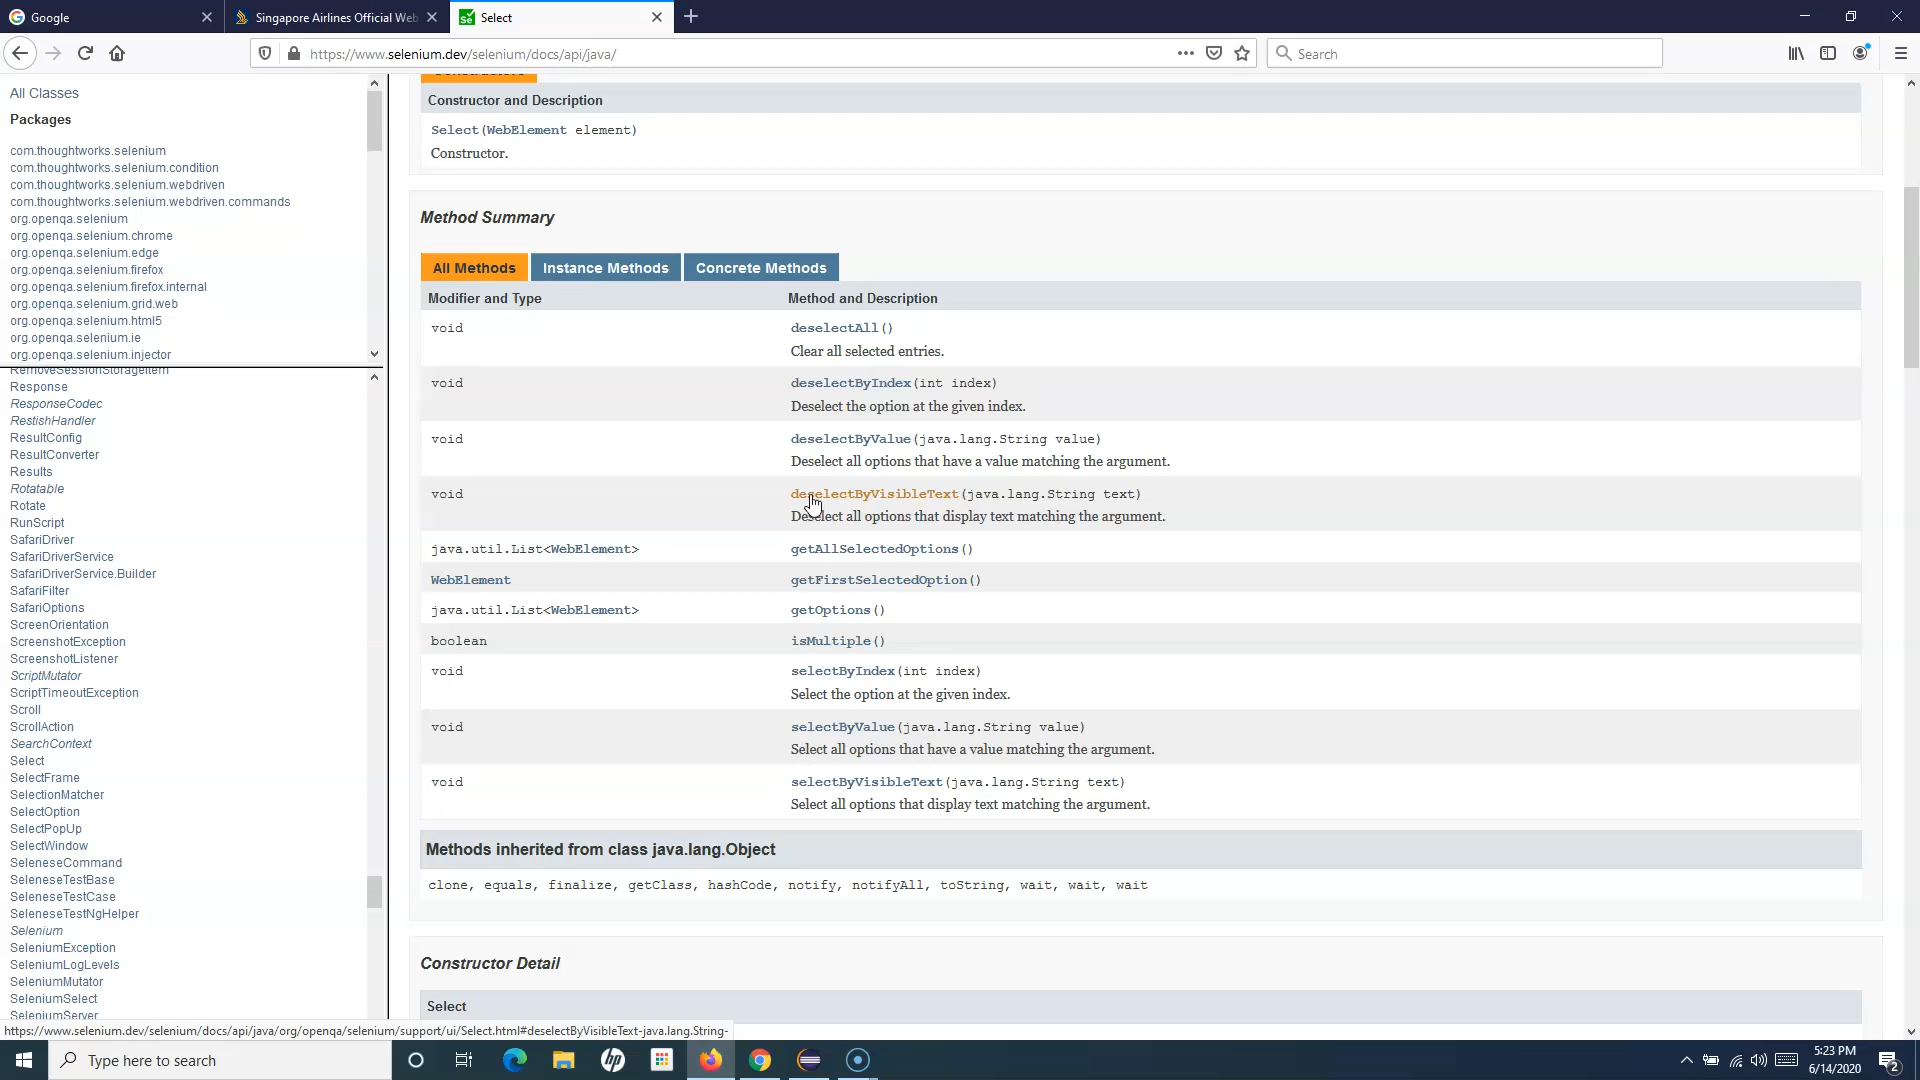 Google
Singapore Airlines Official Web
Select
https://www.selenium.dev/selenium/docs/api/java/
Search
All Classes
Packages
com.thoughtworks.selenium
com.thoughtworks.selenium.condition
com.thoughtworks.selenium.webdriven
com.thoughtworks.selenium.webdriven.commands
org.openqa.selenium
org.openqa.selenium.chrome
org.openqa.selenium.edge
org.openqa.selenium.firefox
org.openqa.selenium.firefox.internal
org.openqa.selenium.grid.web
org.openqa.selenium.html5
org.openqa.selenium.ie
org.openqa.selenium.injector
RemoveSessionStorageItem
Response
ResponseCodec
RestishHandler
ResultConfig
ResultConverter
Results
Rotatable
Rotate
RunScript
SafariDriver
SafariDriverService
SafariDriverService.Builder
SafariFilter
SafariOptions
ScreenOrientation
ScreenshotException
ScreenshotListener
ScriptMutator
ScriptTimeoutException
Scroll
ScrollAction
SearchContext
Select
SelectFrame
SelectionMatcher
SelectOption
SelectPopUp
SelectWindow
SeleneseCommand
SeleneseTestBase
SeleneseTestCase
SeleneseTestNgHelper
Selenium
SeleniumException
SeleniumLogLevels
SeleniumMutator
SeleniumSelect
SeleniumServer
Constructors
Constructor and Description
Select(WebElement element)
Constructor.
Method Summary
All Methods Instance Methods Concrete Methods
Modifier and Type Method and Description
void deselectAll()
Clear all selected entries.
void deselectByIndex(int index)
Deselect the option at the given index.
void deselectByValue(java.lang.String value)
Deselect all options that have a value matching the argument.
void deselectByVisibleText(java.lang.String text)
Deselect all options that display text matching the argument.
java.util.List<WebElement> getAllSelectedOptions()
WebElement getFirstSelectedOption()
java.util.List<WebElement> getOptions()
boolean isMultiple()
void selectByIndex(int index)
Select the option at the given index.
void selectByValue(java.lang.String value)
Select all options that have a value matching the argument.
void selectByVisibleText(java.lang.String text)
Select all options that display text matching the argument.
Methods inherited from class java.lang.Object
clone, equals, finalize, getClass, hashCode, notify, notifyAll, toString, wait, wait, wait
Constructor Detail
Select
https://www.selenium.dev/selenium/docs/api/java/org/openqa/selenium/support/ui/Select.html#deselectByVisibleText-java.lang.String-
Type here to search
hp
5:23 PM
6/14/2020
2